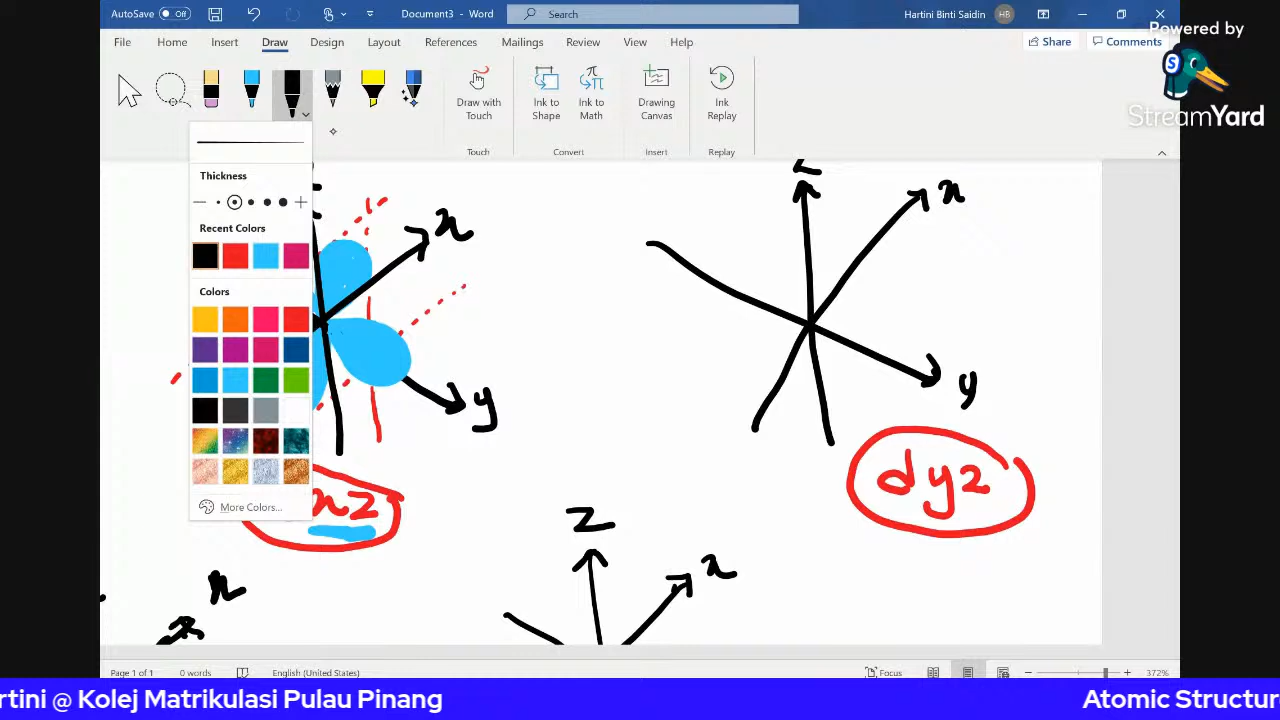 AutoSave Off
Document3 - Word
Search
Hartini Binti Saidin HB
File Home Insert Draw Design Layout References Mailings Review View Help
Share Comments
Powered by
StreamYard
Draw with Touch
Ink to Shape
Ink to Math
Drawing Canvas
Ink Replay
Touch Convert Insert Replay
Thickness
Recent Colors
Colors
More Colors...
x
y
xz
z
x
y
dyz
x
z
x
Page 1 of 1 0 words English (United States)
Focus
372%
rtini @ Kolej Matrikulasi Pulau Pinang
Atomic Structur